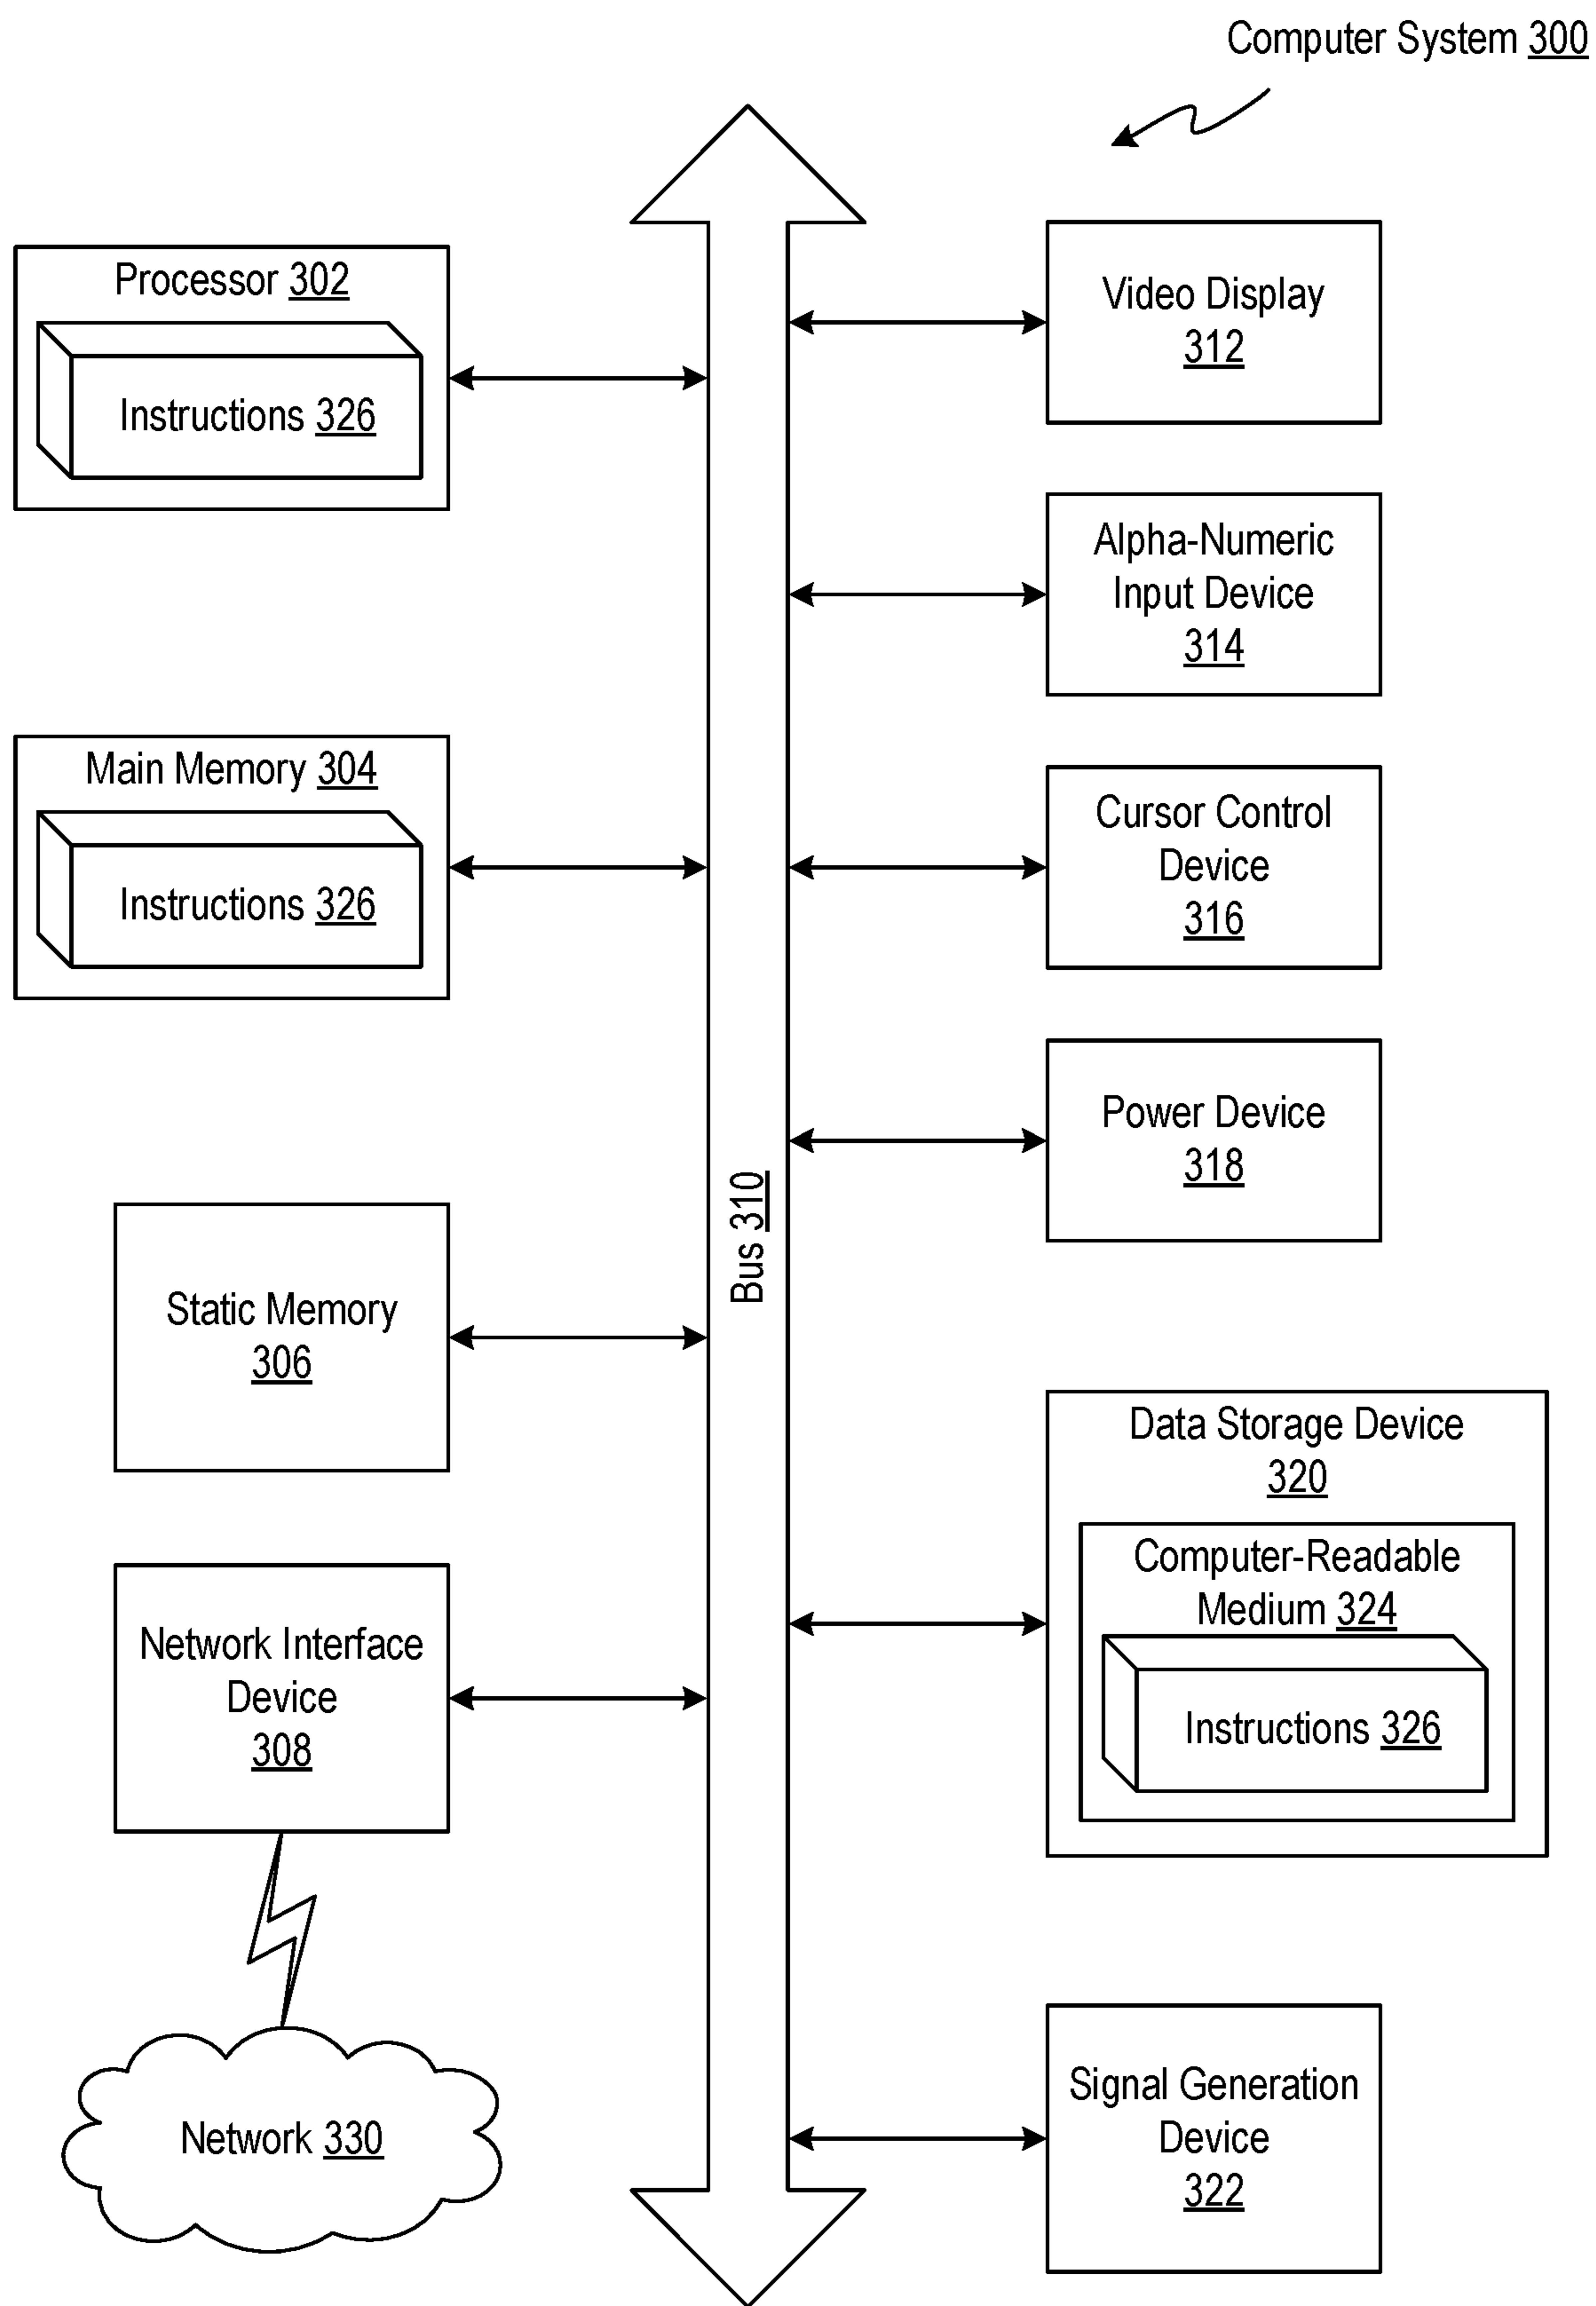 Computer System 300
Processor 302
Instructions 326
Main Memory 304
Instructions 326
Static Memory
306
Network Interface
Device
308
Network 330
Bus 310
Video Display
312
Alpha-Numeric
Input Device
314
Cursor Control
Device
316
Power Device
318
Data Storage Device
320
Computer-Readable
Medium 324
Instructions 326
Signal Generation
Device
322